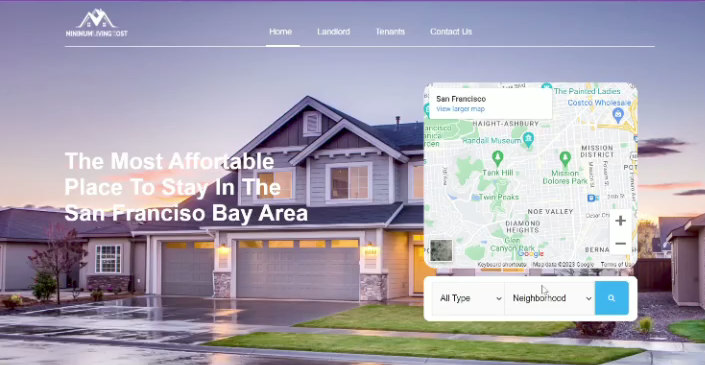 MINIMUM LIVING COST
Home Landlord Tenants Contact Us
The Most Affortable
Place To Stay In The
San Franciso Bay Area
San Francisco
View larger map
The Painted Ladies
Costco Wholesale
HAIGHT-ASHBURY
Randall Museum
MISSION
DISTRICT
Tank Hill
Mission
Dolores Park
Twin Peaks
NOE VALLEY
DIAMOND
HEIGHTS
Glen
Canyon Park
BERNA
Google
Keyboard shortcuts Map data ©2023 Google Terms of Us
All Type Neighborhood